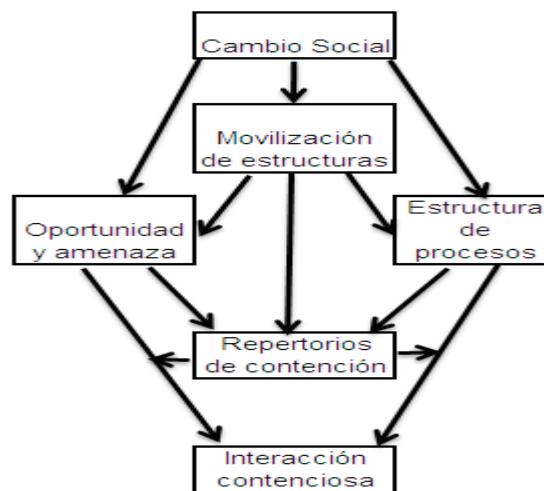 Cambio Social
Movilización
de estructuras
Oportunidad
y amenaza
Estructura
de
procesos
Repertorios
de contención
Interacción
contenciosa